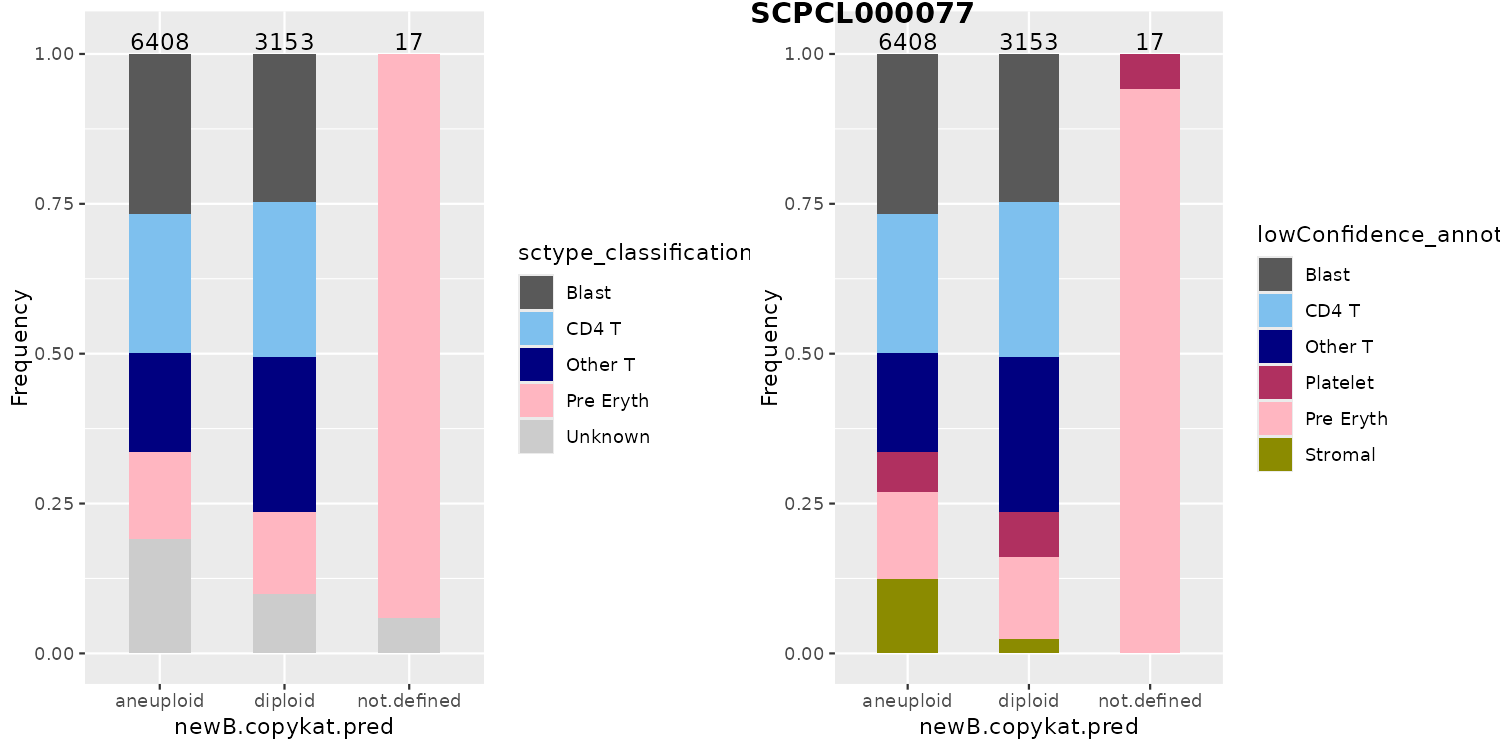 SCPCL000077
6408 3153 17
1.00
0.75
0.50
0.25
0.00
Frequency
aneuploid diploid not.defined
newB.copykat.pred
sctype_classification
Blast
CD4 T
Other T
Pre Eryth
Unknown
6408 3153 17
1.00
0.75
0.50
0.25
0.00
Frequency
aneuploid diploid not.defined
newB.copykat.pred
lowConfidence_annot
Blast
CD4 T
Other T
Platelet
Pre Eryth
Stromal